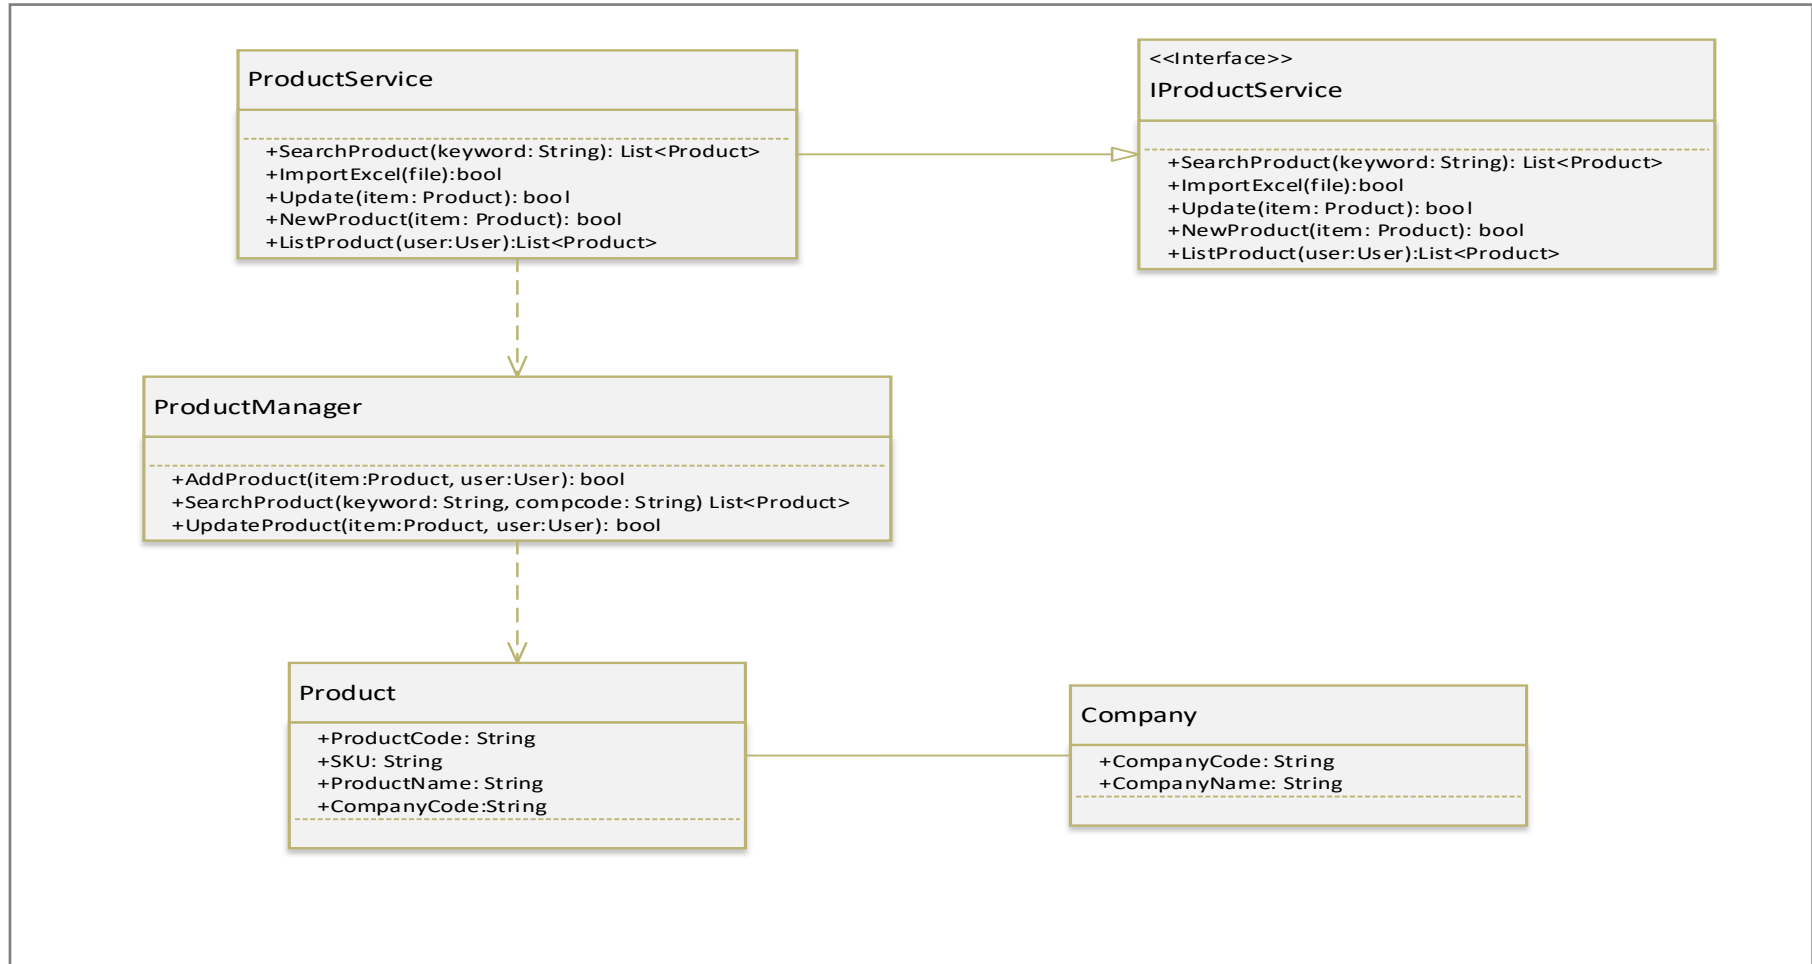 ProductService
+SearchProduct(keyword: String): List<Product>
+ImportExcel(file):bool
+Update(item: Product): bool
+NewProduct(item: Product): bool
+ListProduct(user:User):List<Product>
<<Interface>>
IProductService
+SearchProduct(keyword: String): List<Product>
+ImportExcel(file):bool
+Update(item: Product): bool
+NewProduct(item: Product): bool
+ListProduct(user:User):List<Product>
ProductManager
+AddProduct(item:Product, user:User): bool
+SearchProduct(keyword: String, compcode: String) List<Product>
+UpdateProduct(item:Product, user:User): bool
Product
+ProductCode: String
+SKU: String
+ProductName: String
+CompanyCode:String
Company
+CompanyCode: String
+CompanyName: String